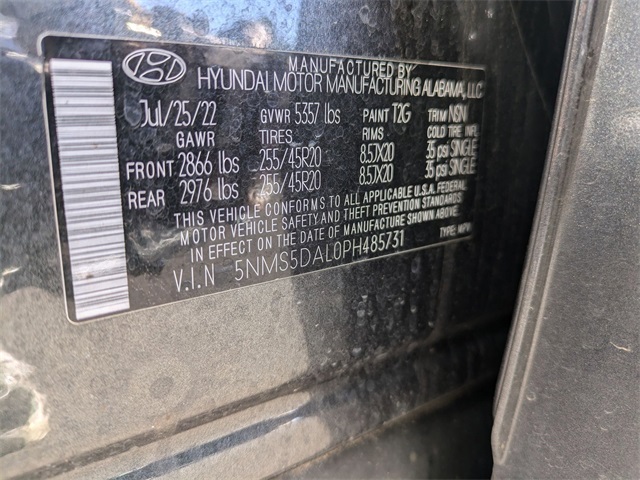 MANUFACTURED BY
HYUNDAI MOTOR MANUFACTURING ALABAMA, LLC
Jul/25/22 GVWR 5357 lbs PAINT T2G TRIM NSN
GAWR TIRES RIMS COLD TIRE INFL
FRONT 2866 lbs 255/45R20 8.5JX20 35 psi SINGLE
REAR 2976 lbs 255/45R20 8.5JX20 35 psi SINGLE
THIS VEHICLE CONFORMS TO ALL APPLICABLE U.S.A. FEDERAL
MOTOR VEHICLE SAFETY AND THEFT PREVENTION STANDARDS
IN EFFECT ON THE DATE OF MANUFACTURE SHOWN ABOVE.
V.I.N 5NMS5DAL0PH485731 TYPE: MPV